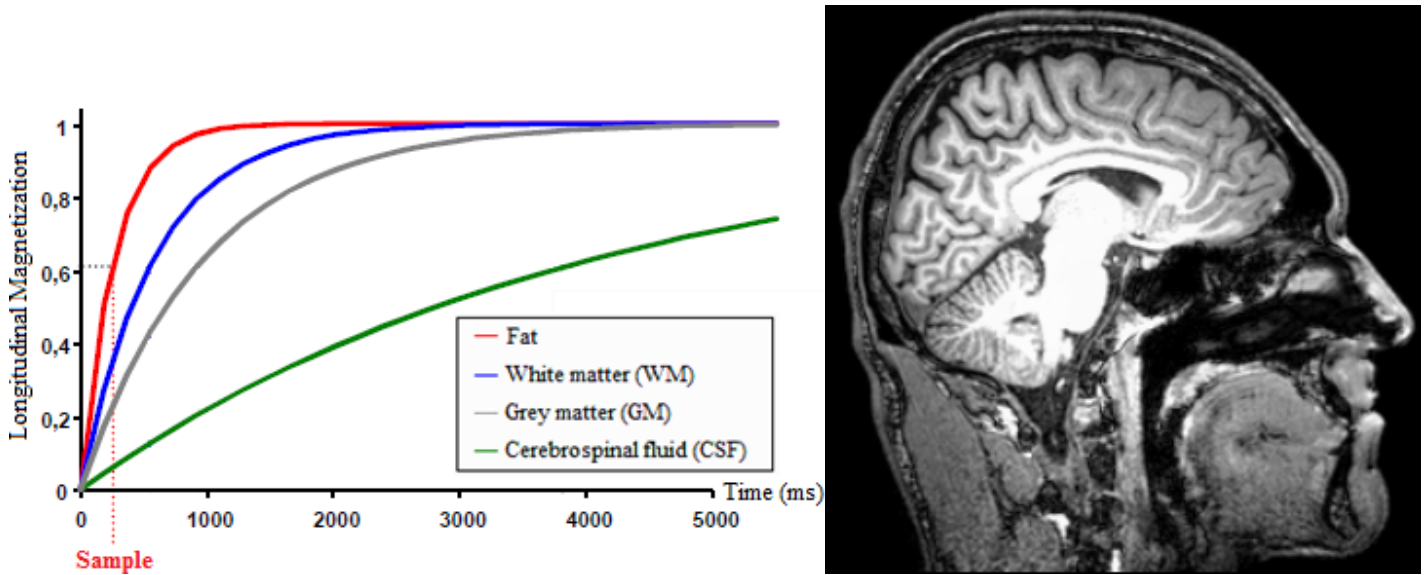 Longitudinal Magnetization
1
0,8
0,6
0,4
0,2
0
Fat
White matter (WM)
Grey matter (GM)
Cerebrospinal fluid (CSF)
Time (ms)
0 1000 2000 3000 4000 5000
Sample